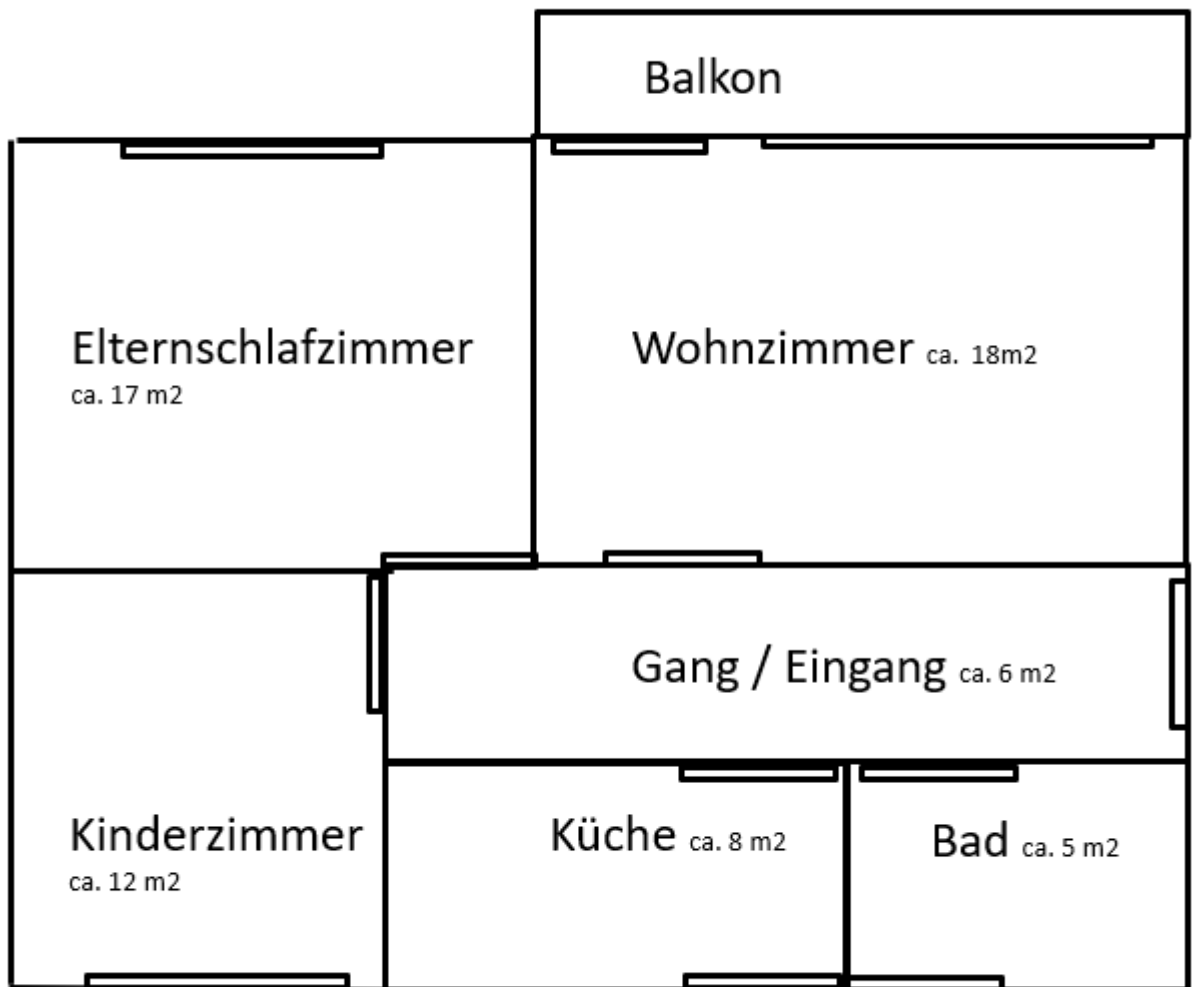 Balkon
Elternschlafzimmer
ca. 17 m2
Wohnzimmer ca. 18m2
Gang / Eingang ca. 6 m2
Kinderzimmer
ca. 12 m2
Küche ca. 8 m2
Bad ca. 5 m2